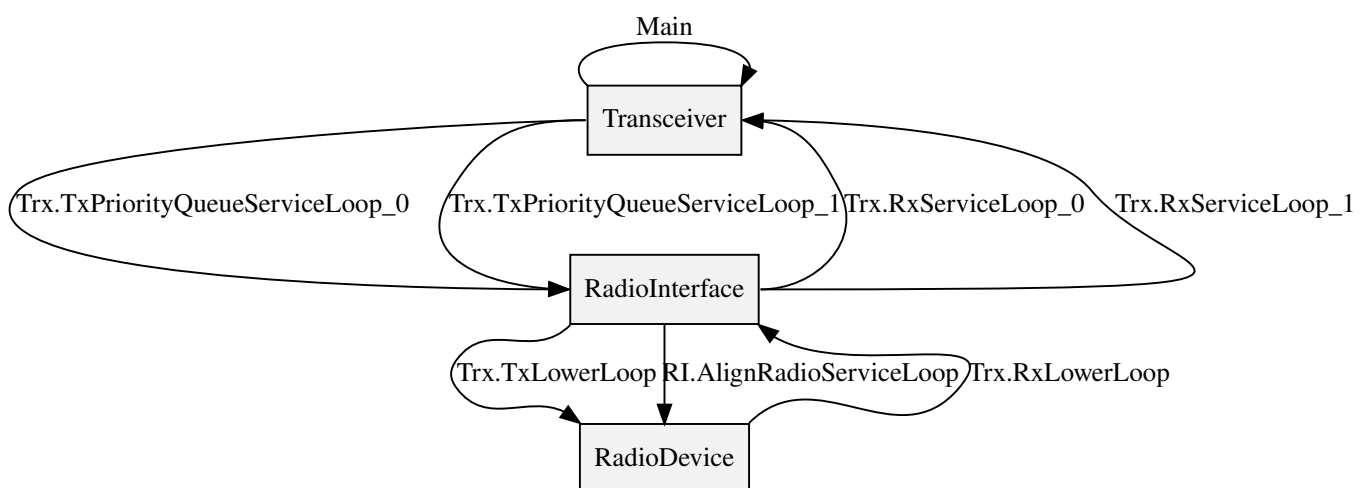 Main
Transceiver
Trx.TxPriorityQueueServiceLoop_0
Trx.TxPriorityQueueServiceLoop_1
Trx.RxServiceLoop_0
Trx.RxServiceLoop_1
RadioInterface
Trx.TxLowerLoop
RI.AlignRadioServiceLoop
Trx.RxLowerLoop
RadioDevice